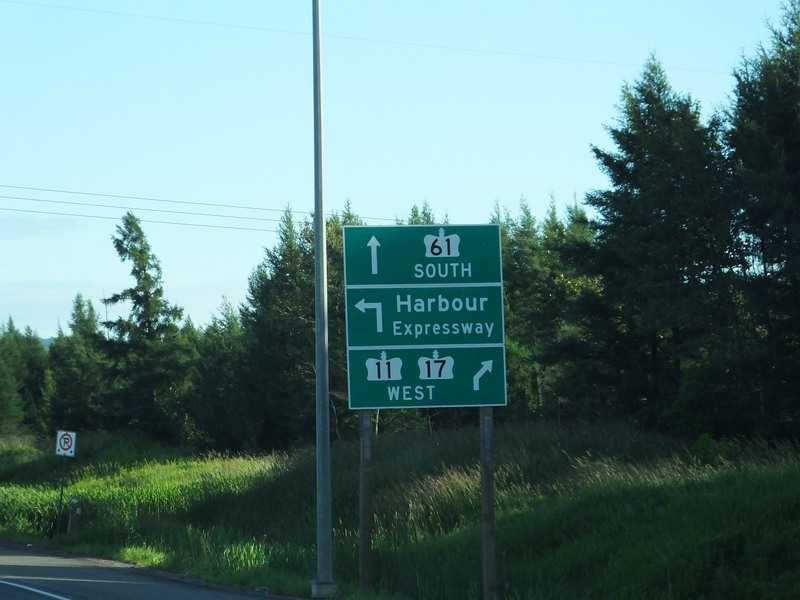 61
SOUTH
Harbour
Expressway
11 17
WEST
P